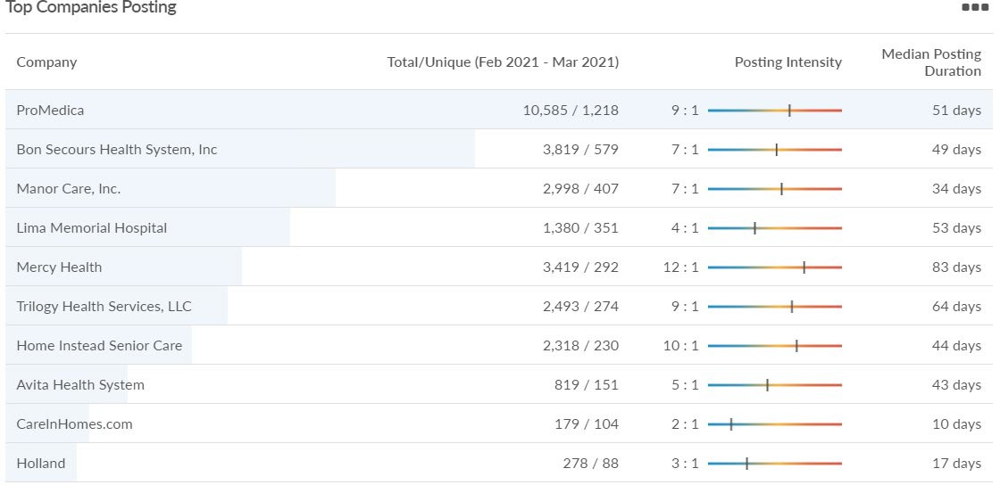 Top Companies Posting
Company Total/Unique (Feb 2021 - Mar 2021) Posting Intensity Median Posting
Duration
ProMedica 10,585 / 1,218 9 : 1 51 days
Bon Secours Health System, Inc 3,819 / 579 7 : 1 49 days
Manor Care, Inc. 2,998 / 407 7 : 1 34 days
Lima Memorial Hospital 1,380 / 351 4 : 1 53 days
Mercy Health 3,419 / 292 12 : 1 83 days
Trilogy Health Services, LLC 2,493 / 274 9 : 1 64 days
Home Instead Senior Care 2,318 / 230 10 : 1 44 days
Avita Health System 819 / 151 5 : 1 43 days
CareInHomes.com 179 / 104 2 : 1 10 days
Holland 278 / 88 3 : 1 17 days